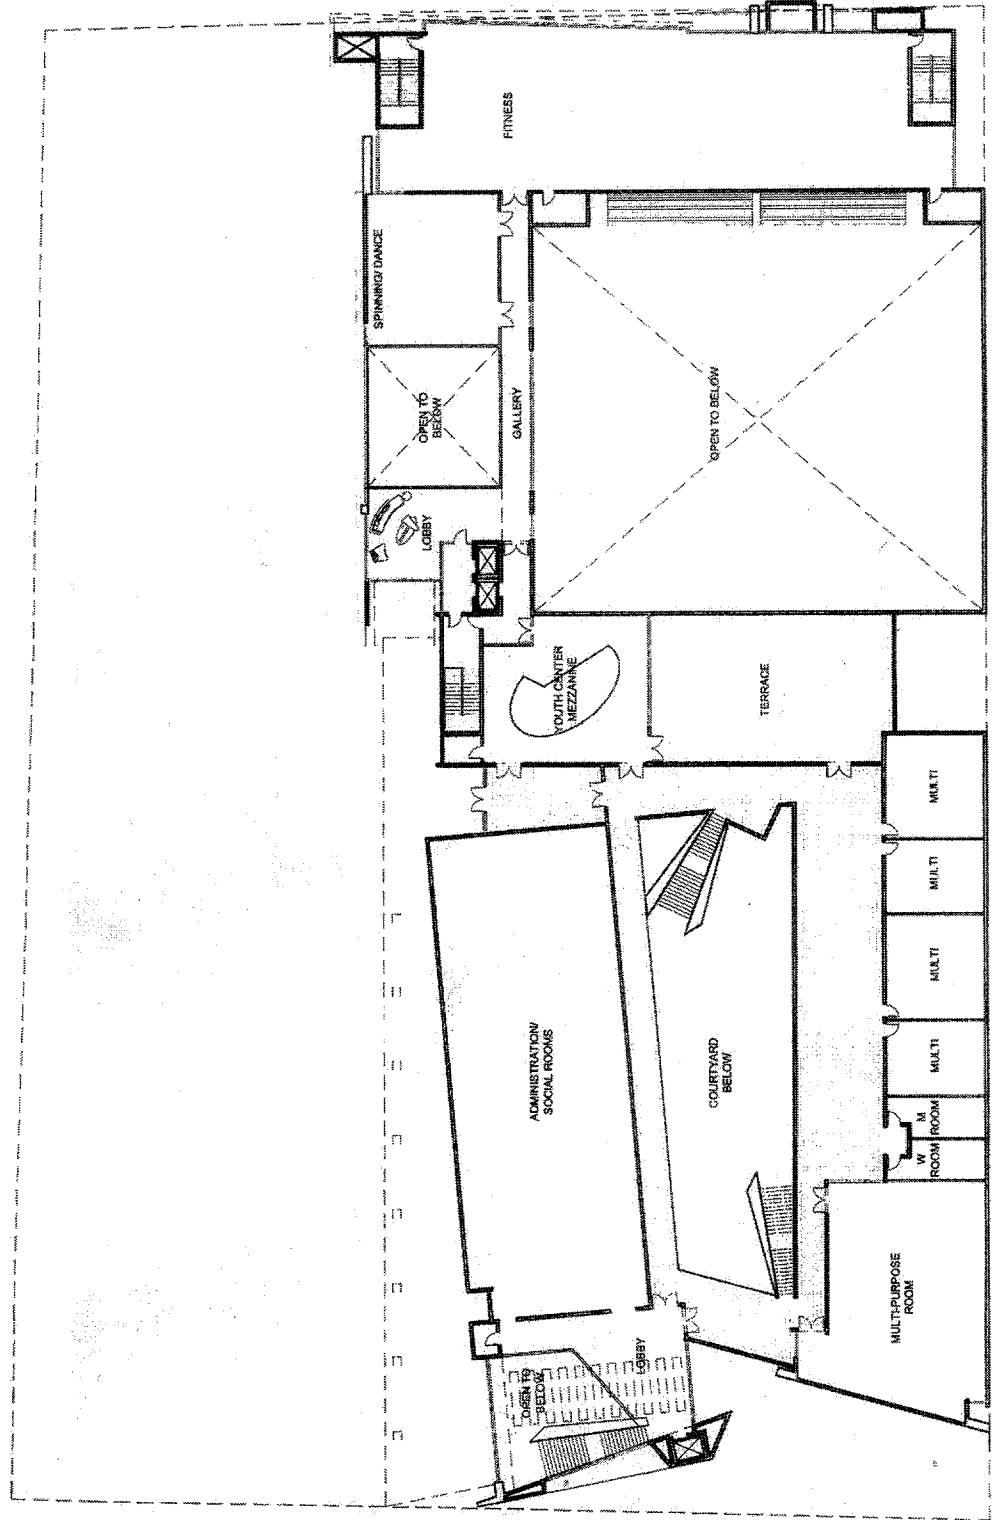 FITNESS
SPINNING/ DANCE
OPEN TO
BELOW
GALLERY
OPEN TO BELOW
LOBBY
YOUTH CENTER
MEZZANINE
TERRACE
MULTI
MULTI
MULTI
MULTI
ADMINISTRATION/
SOCIAL ROOMS
COURTYARD
BELOW
M
ROOM
W
ROOM
MULTI-PURPOSE
ROOM
LOBBY
OPEN TO
BELOW